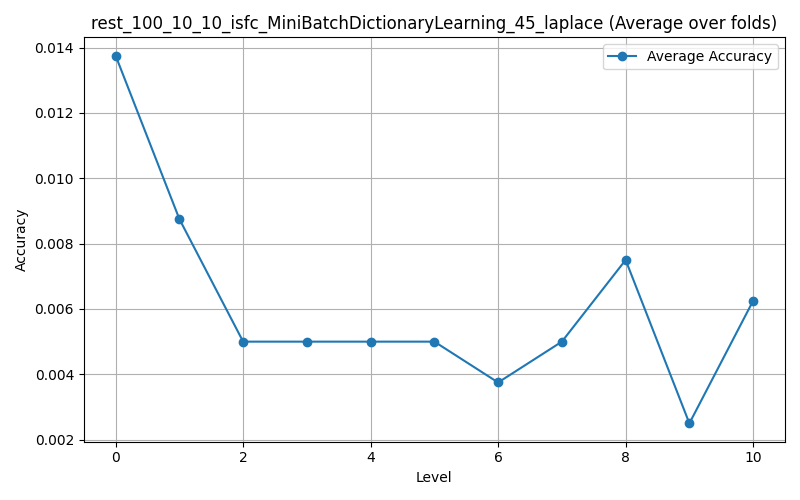 rest_100_10_10_isfc_MiniBatchDictionaryLearning_45_laplace (Average over folds)
Average Accuracy
0.014
0.012
0.010
0.008
0.006
0.004
0.002
Accuracy
0 2 4 6 8 10
Level